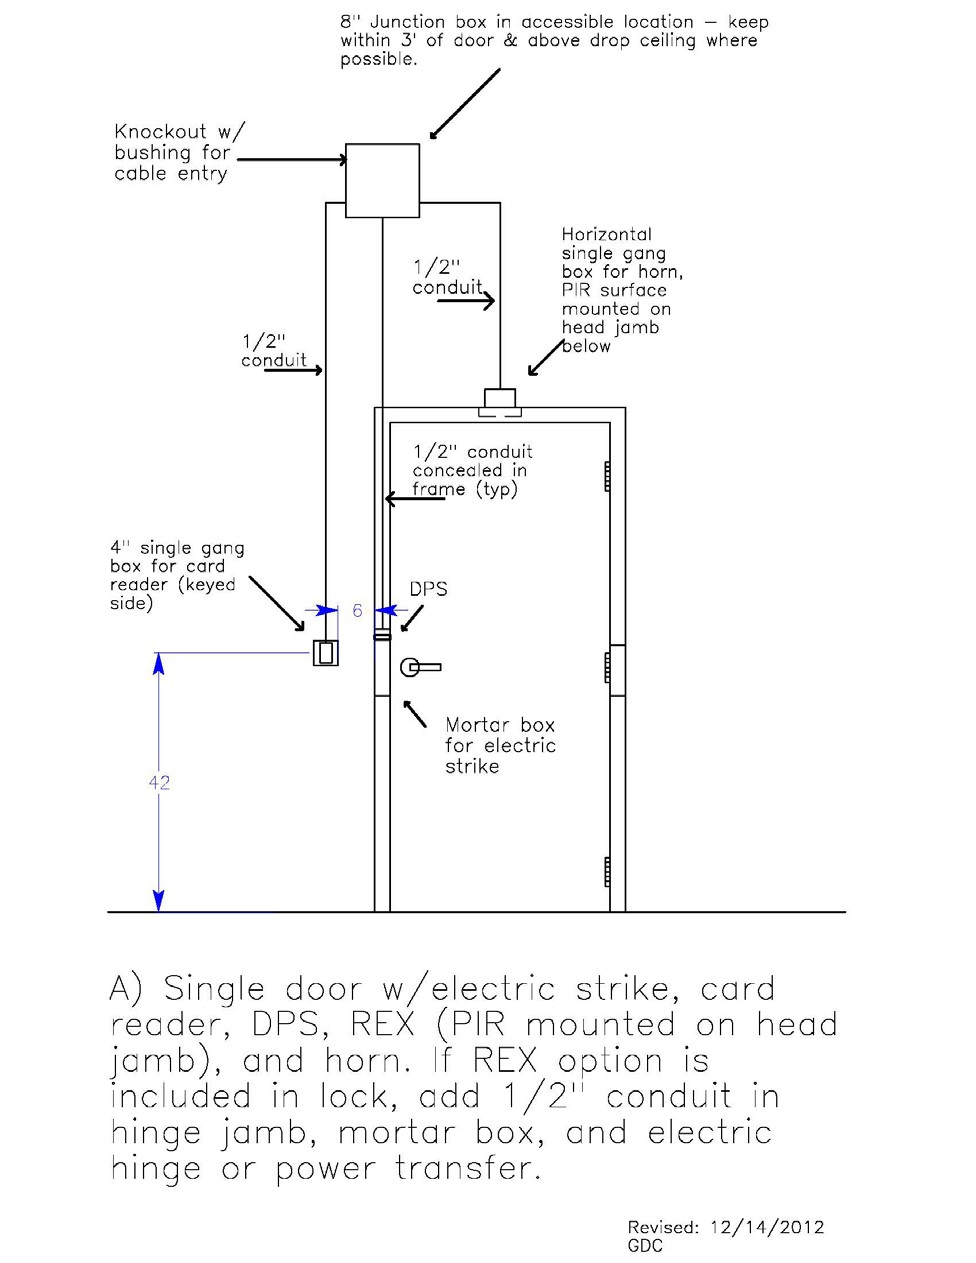 8" Junction box in accessible location – keep
within 3' of door & above drop ceiling where
possible.
Knockout w/
bushing for
cable entry
Horizontal
single gang
box for horn,
PIR surface
mounted on
head jamb
below
1/2"
conduit
1/2"
conduit
1/2" conduit
concealed in
frame (typ)
4" single gang
box for card
reader (keyed
side)
DPS
6
Mortar box
for electric
strike
42
A) Single door w/electric strike, card
reader, DPS, REX (PIR mounted on head
jamb), and horn. If REX option is
included in lock, add 1/2" conduit in
hinge jamb, mortar box, and electric
hinge or power transfer.
Revised: 12/14/2012
GDC